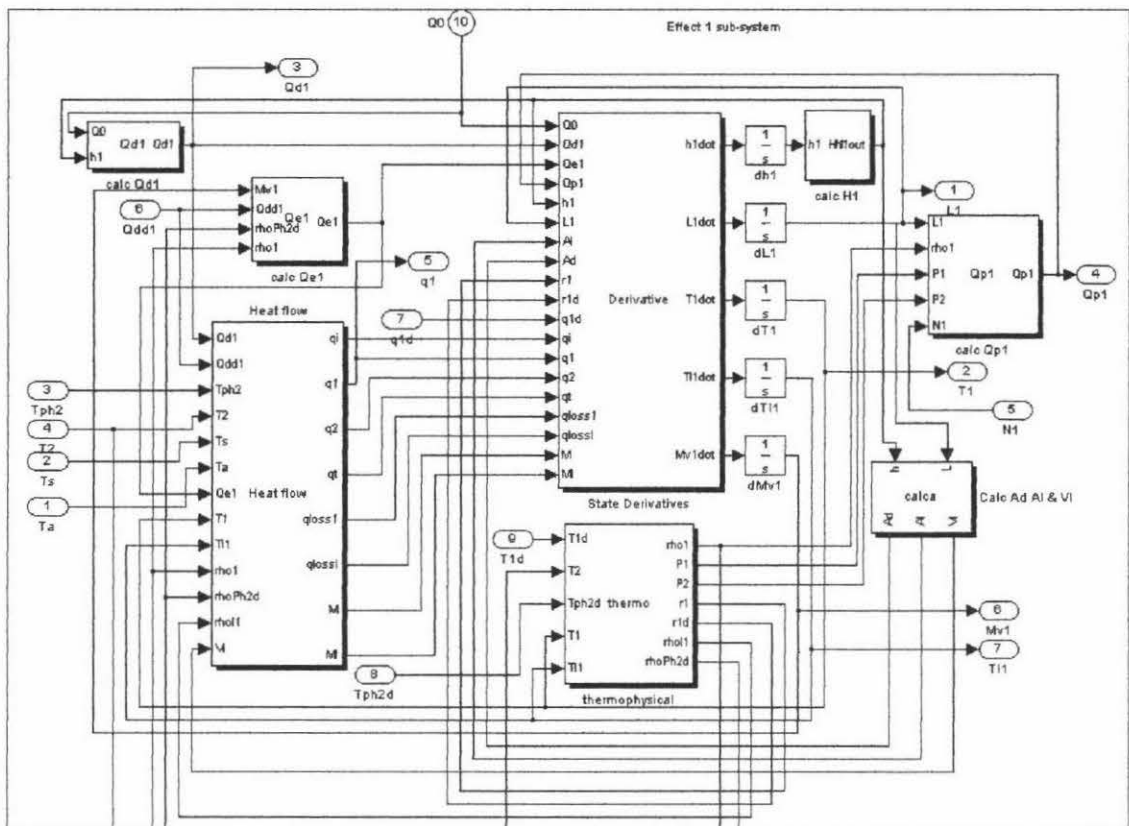 Q0 10
Effect 1 sub-system
3
Qd1
Q0
h1
Qd1 Qd1
calc Qd1
6
Qdd1
Mv1
Qdd1
rhoPh2d
rho1
Qe1
Qe1
calc Qe1
5
q1
7
q1d
Q0
Qd1
Qe1
Qp1
h1
L1
Al
Ad
r1
r1d
q1d
qi
q1
q2
qt
qloss1
qlossl
M
Ml
Derivative
h1dot
L1dot
T1dot
Tl1dot
Mv1dot
State Derivatives
1
s
dh1
1
s
dL1
1
s
dT1
1
s
dTl1
1
s
dMv1
h1
calc H1
1
L1
L1
rho1
P1
P2
N1
Qp1
Qp1
calc Qp1
4
Qp1
2
T1
5
N1
h
L
calca
Ad
Al
Vl
Calc Ad Al & Vl
Heat flow
3
Tph2
4
T2
2
Ts
1
Ta
Qd1
Qdd1
Tph2
T2
Ts
Ta
Qe1
T1
Tl1
rho1
rhoPh2d
rhol1
Vl
Heat flow
qi
q1
q2
qt
qloss1
qlossl
M
Ml
9
T1d
8
Tph2d
T1d
T2
Tph2d
T1
Tl1
thermo
rho1
P1
P2
r1
r1d
rhol1
rhoPh2d
thermophysical
6
Mv1
7
Tl1